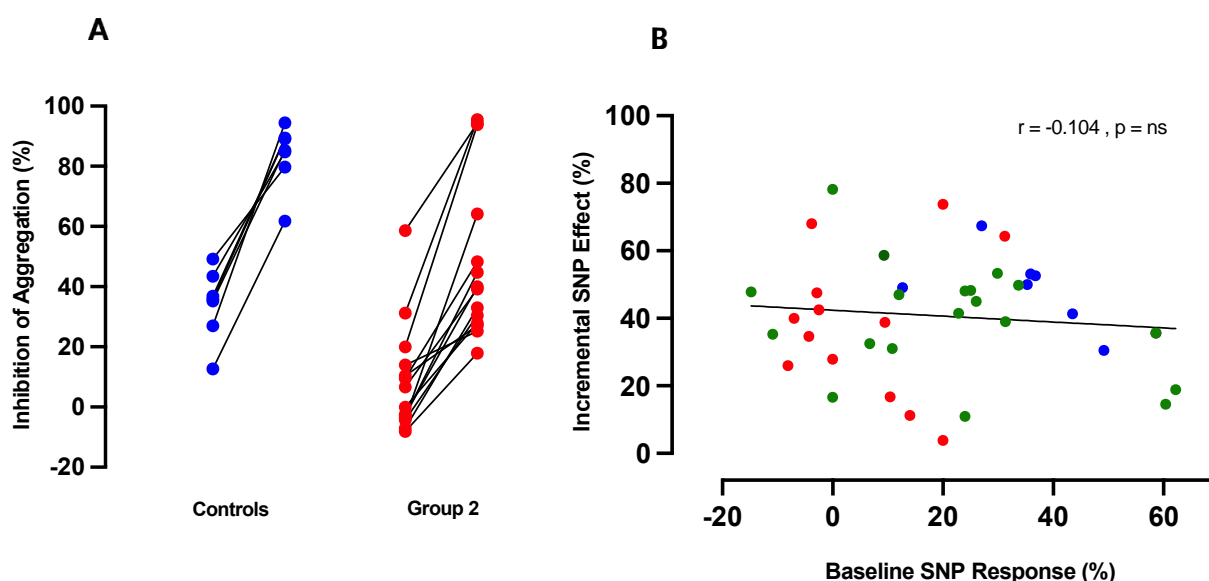 A
Inhibition of Aggregation (%)
100
80
60
40
20
0
-20
Controls
Group 2
B
r = -0.104 , p = ns
Incremental SNP Effect (%)
100
80
60
40
20
0
-20
0
20
40
60
Baseline SNP Response (%)